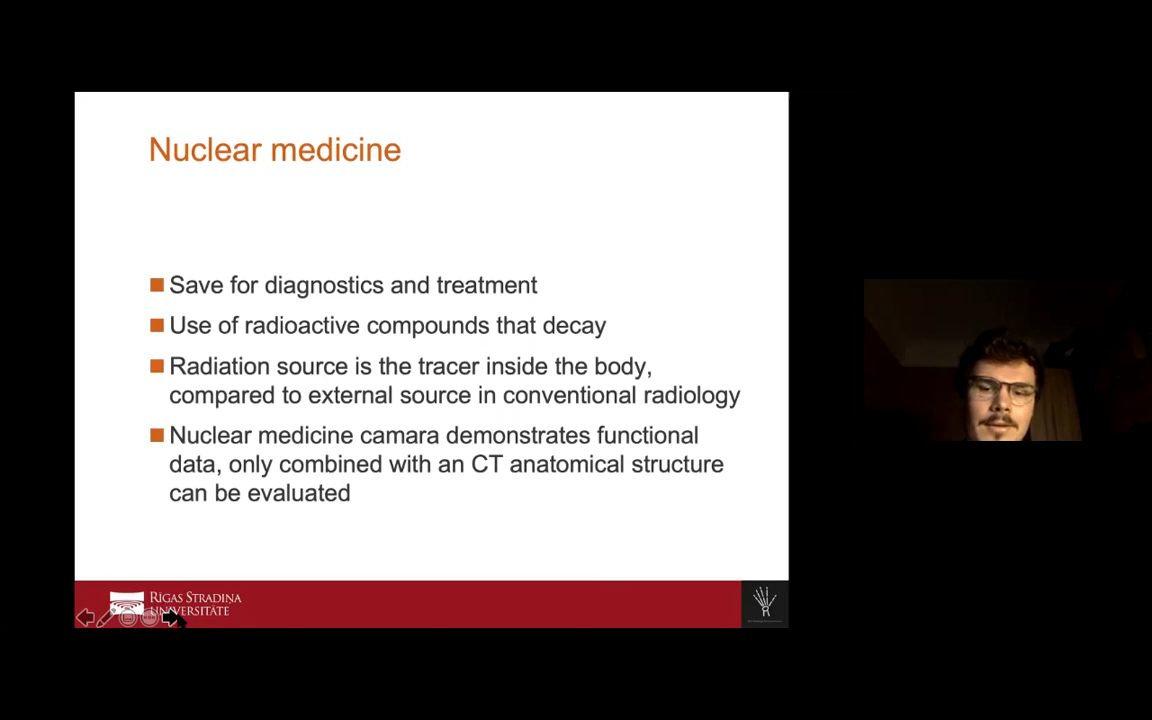 Nuclear medicine
Save for diagnostics and treatment
Use of radioactive compounds that decay
Radiation source is the tracer inside the body,
compared to external source in conventional radiology
Nuclear medicine camara demonstrates functional
data, only combined with an CT anatomical structure
can be evaluated
RĪGAS STRADIŅA
UNIVERSITĀTE